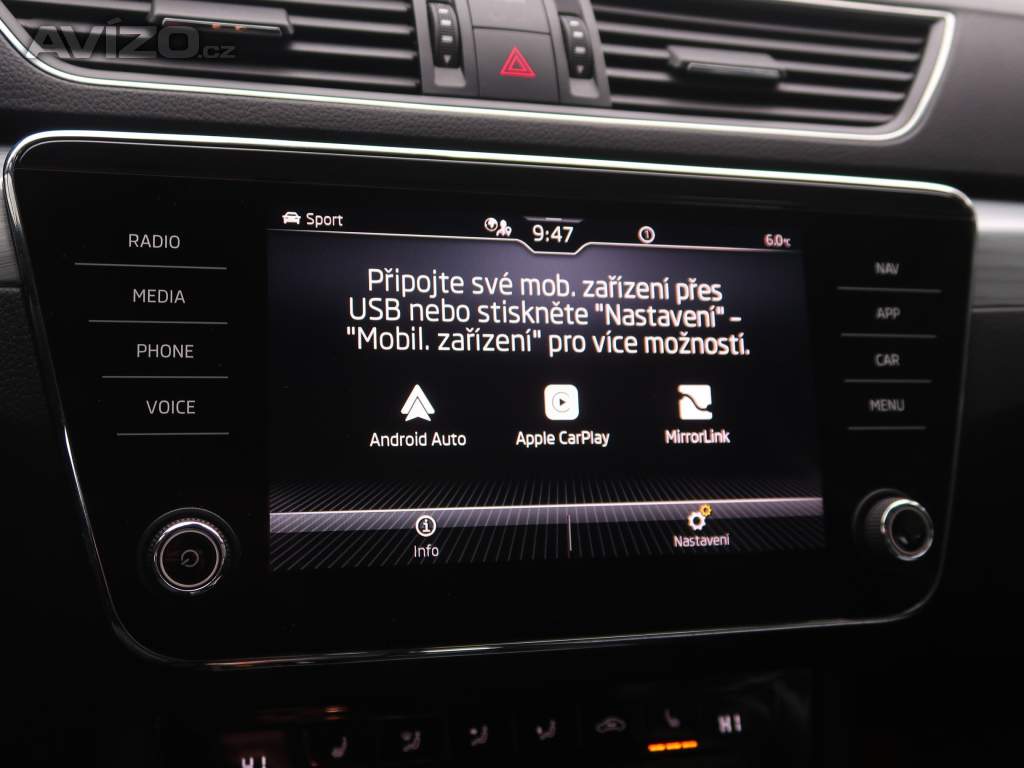 AVÍZO.cz
Sport
9:47
6.0°C
RADIO
MEDIA
PHONE
VOICE
Připojte své mob. zařízení přes
USB nebo stiskněte "Nastavení" –
"Mobil. zařízení" pro více možností.
Android Auto
Apple CarPlay
MirrorLink
Info
Nastavení
NAV
APP
CAR
MENU
HI
HI